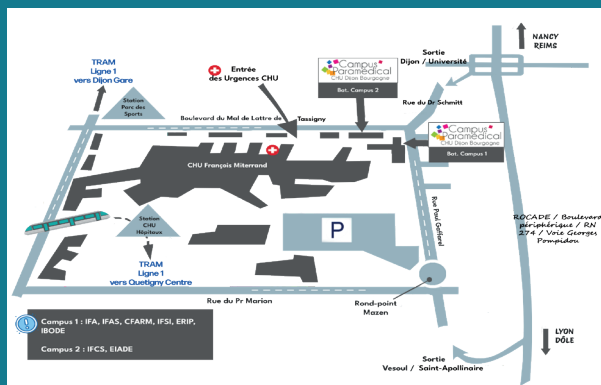 NANCY
REIMS
Sortie
Dijon / Université
TRAM
Ligne 1
vers Dijon Gare
Entrée
des Urgences CHU
Campus
Paramédical
CHU Dijon Bourgogne
Bat. Campus 2
Station
Parc des
Sports
Rue du Dr Schmitt
Boulevard du Mal de Lattre de Tassigny
Campus
Paramédical
CHU Dijon Bourgogne
Bat. Campus 1
CHU François Miterrand
Rue Paul Gaffarel
Station
CHU
Hôpitaux
P
ROCADE / Boulevard
périphérique / RN
274 / Voie Georges
Pompidou
TRAM
Ligne 1
vers Quetigny Centre
Rue du Pr Marion
Rond-point
Mazen
Campus 1 : IFA, IFAS, CFARM, IFSI, ERIP,
IBODE
Campus 2 : IFCS, EIADE
LYON
DÔLE
Sortie
Vesoul / Saint-Apollinaire